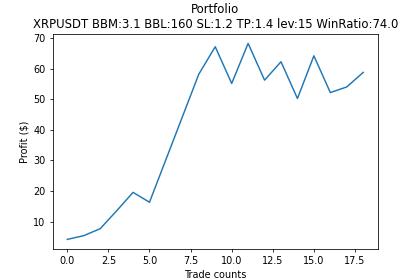 Portfolio
XRPUSDT BBM:3.1 BBL:160 SL:1.2 TP:1.4 lev:15 WinRatio:74.0
70
60
50
40
30
20
10
Profit ($)
0.0 2.5 5.0 7.5 10.0 12.5 15.0 17.5
Trade counts